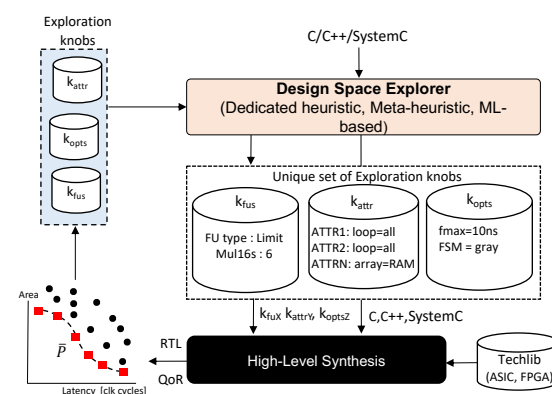 Exploration
knobs
k_attr
k_opts
k_fus
C/C++/SystemC
Design Space Explorer
(Dedicated heuristic, Meta-heuristic, ML-
based)
Unique set of Exploration knobs
k_fus
FU type : Limit
Mul16s : 6
k_attr
ATTR1: loop=all
ATTR2: loop=all
ATTRN: array=RAM
k_opts
fmax=10ns
FSM = gray
k_fuX k_attrY, k_optsZ
C,C++,SystemC
High-Level Synthesis
RTL
QoR
Techlib
(ASIC, FPGA)
Area
P̄
Latency [clk cycles]